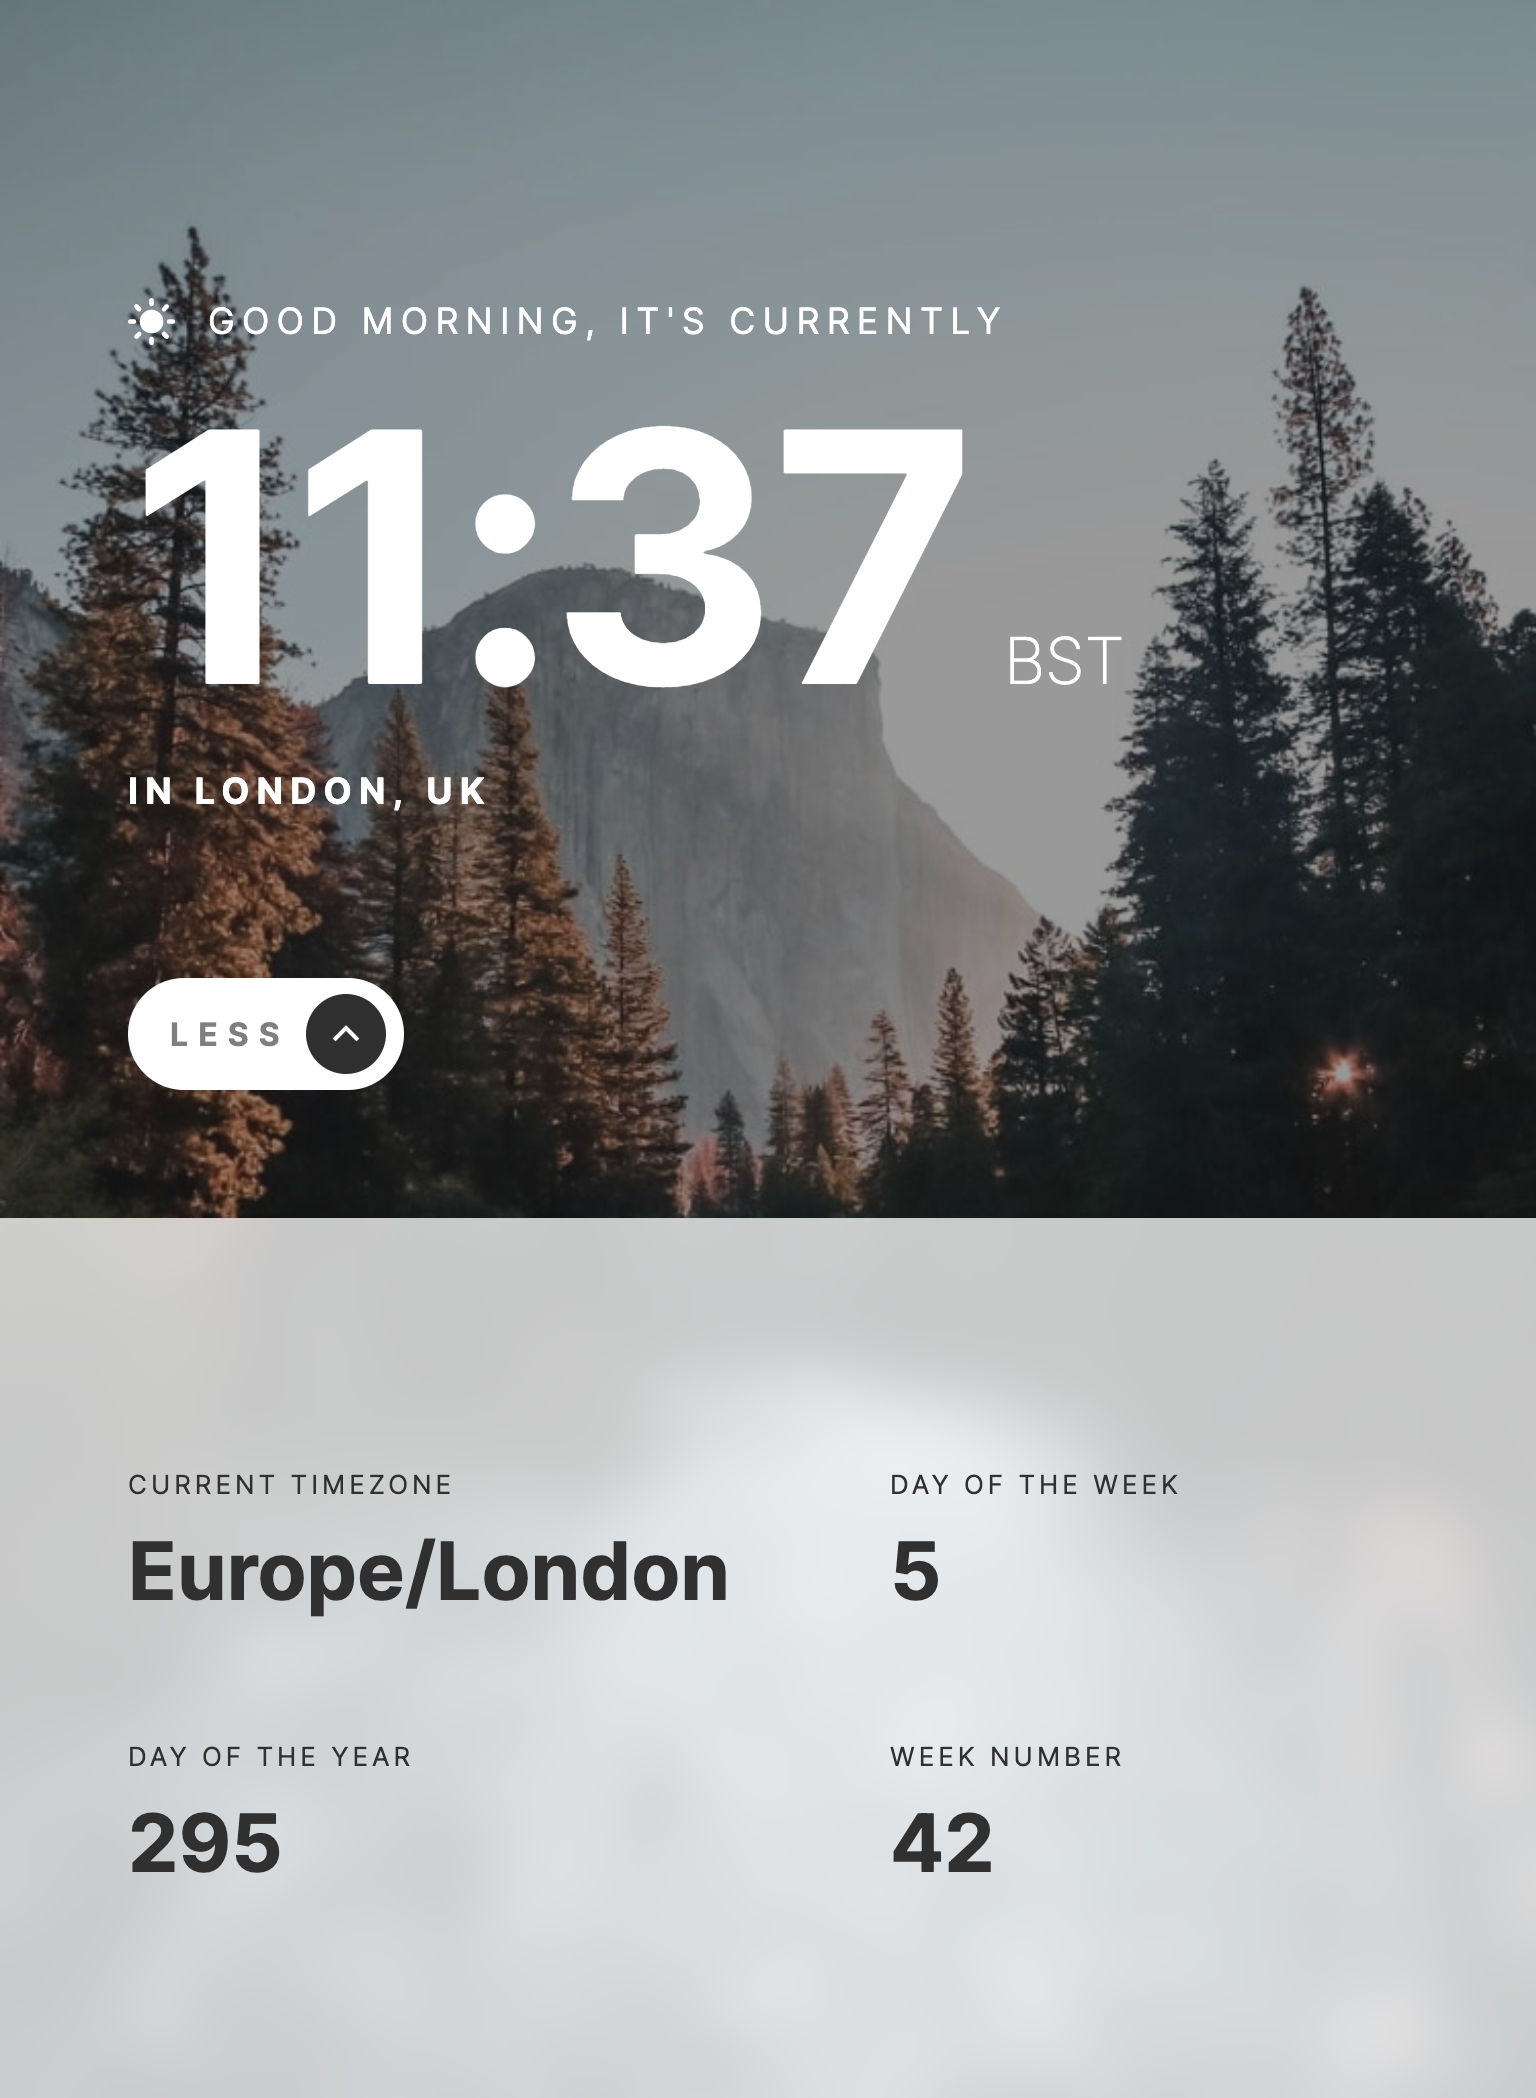 GOOD MORNING, IT'S CURRENTLY
11:37 BST
IN LONDON, UK
LESS
CURRENT TIMEZONE
Europe/London
DAY OF THE WEEK
5
DAY OF THE YEAR
295
WEEK NUMBER
42